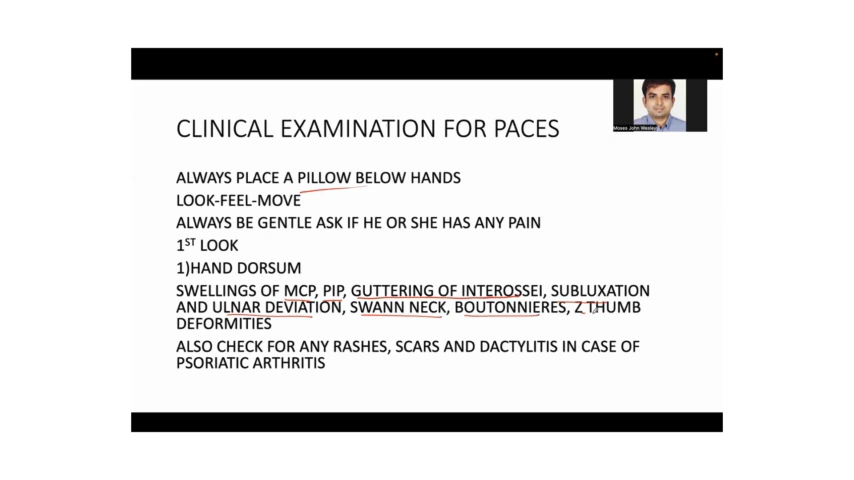 CLINICAL EXAMINATION FOR PACES
Moses John Wesley
ALWAYS PLACE A PILLOW BELOW HANDS
LOOK-FEEL-MOVE
ALWAYS BE GENTLE ASK IF HE OR SHE HAS ANY PAIN
1ST LOOK
1)HAND DORSUM
SWELLINGS OF MCP, PIP, GUTTERING OF INTEROSSEI, SUBLUXATION
AND ULNAR DEVIATION, SWANN NECK, BOUTONNIERES, Z THUMB
DEFORMITIES
ALSO CHECK FOR ANY RASHES, SCARS AND DACTYLITIS IN CASE OF
PSORIATIC ARTHRITIS